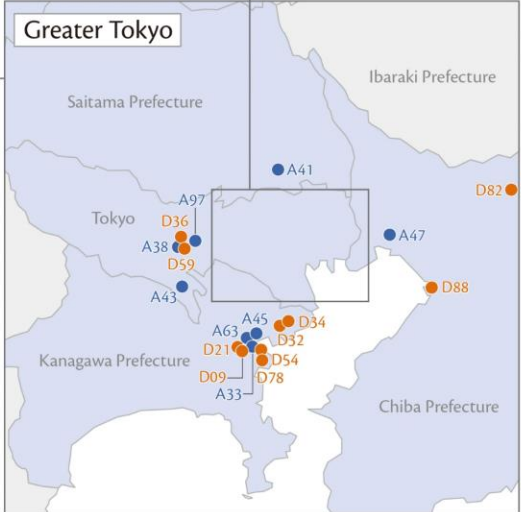 Greater Tokyo
Ibaraki Prefecture
Saitama Prefecture
A41
D82
A97
D36
Tokyo
A38
A47
D59
A43
D88
A45
D34
A63
D32
D21
Kanagawa Prefecture
D54
D09
D78
A33
Chiba Prefecture